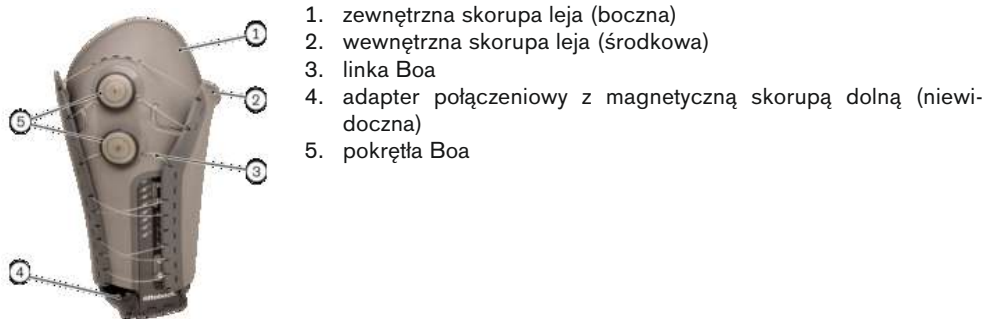 1. zewnętrzna skorupa leja (boczna)
2. wewnętrzna skorupa leja (środkowa)
3. linka Boa
4. adapter połączeniowy z magnetyczną skorupą dolną (niewi-
doczna)
5. pokrętła Boa
1
2
5
3
4
ottobock.